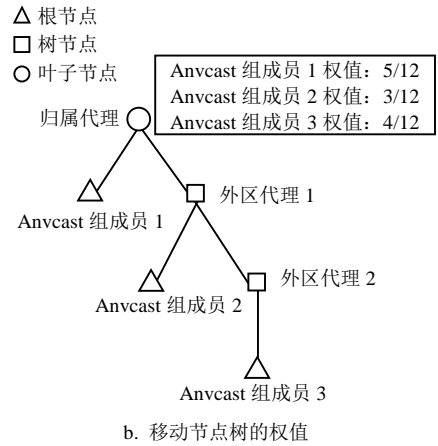 根节点
树节点
叶子节点
Anvcast 组成员 1 权值：5/12
Anvcast 组成员 2 权值：3/12
Anvcast 组成员 3 权值：4/12
归属代理
Anvcast 组成员 1
外区代理 1
Anvcast 组成员 2
外区代理 2
Anvcast 组成员 3
b. 移动节点树的权值